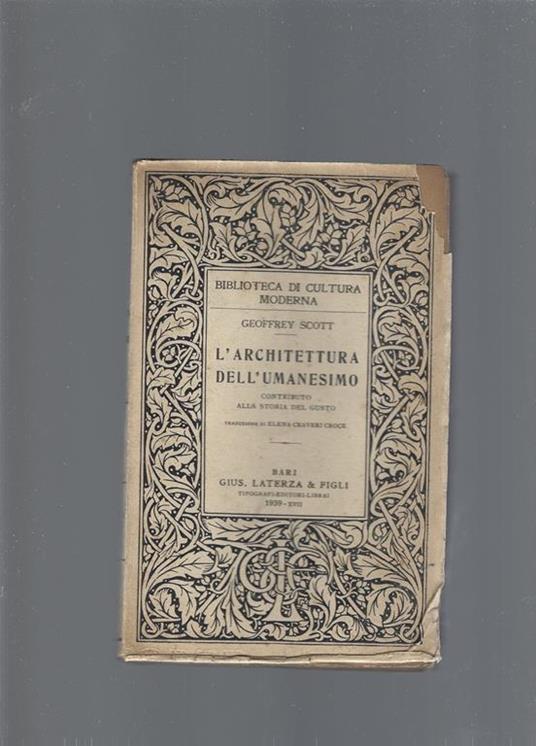 BIBLIOTECA DI CULTURA
MODERNA
GEOFFREY SCOTT
L'ARCHITETTURA
DELL'UMANESIMO
CONTRIBUTO
ALLA STORIA DEL GUSTO
TRADUZIONE DI ELENA CRAVERI CROCE
BARI
GIUS. LATERZA & FIGLI
TIPOGRAFI-EDITORI-LIBRAI
1939-XVII